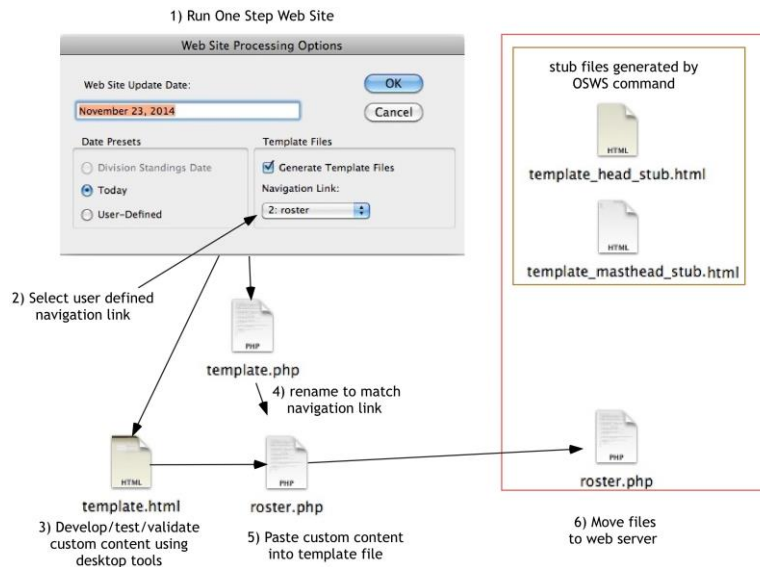 1) Run One Step Web Site
Web Site Processing Options
Web Site Update Date:
OK
November 23, 2014
Cancel
Date Presets
Template Files
Division Standings Date
Generate Template Files
Today
Navigation Link:
User-Defined
2: roster
stub files generated by
OSWS command
HTML
template_head_stub.html
HTML
template_masthead_stub.html
2) Select user defined
navigation link
PHP
template.php
4) rename to match
navigation link
HTML
template.html
PHP
roster.php
PHP
roster.php
3) Develop/test/validate
custom content using
desktop tools
5) Paste custom content
into template file
6) Move files
to web server